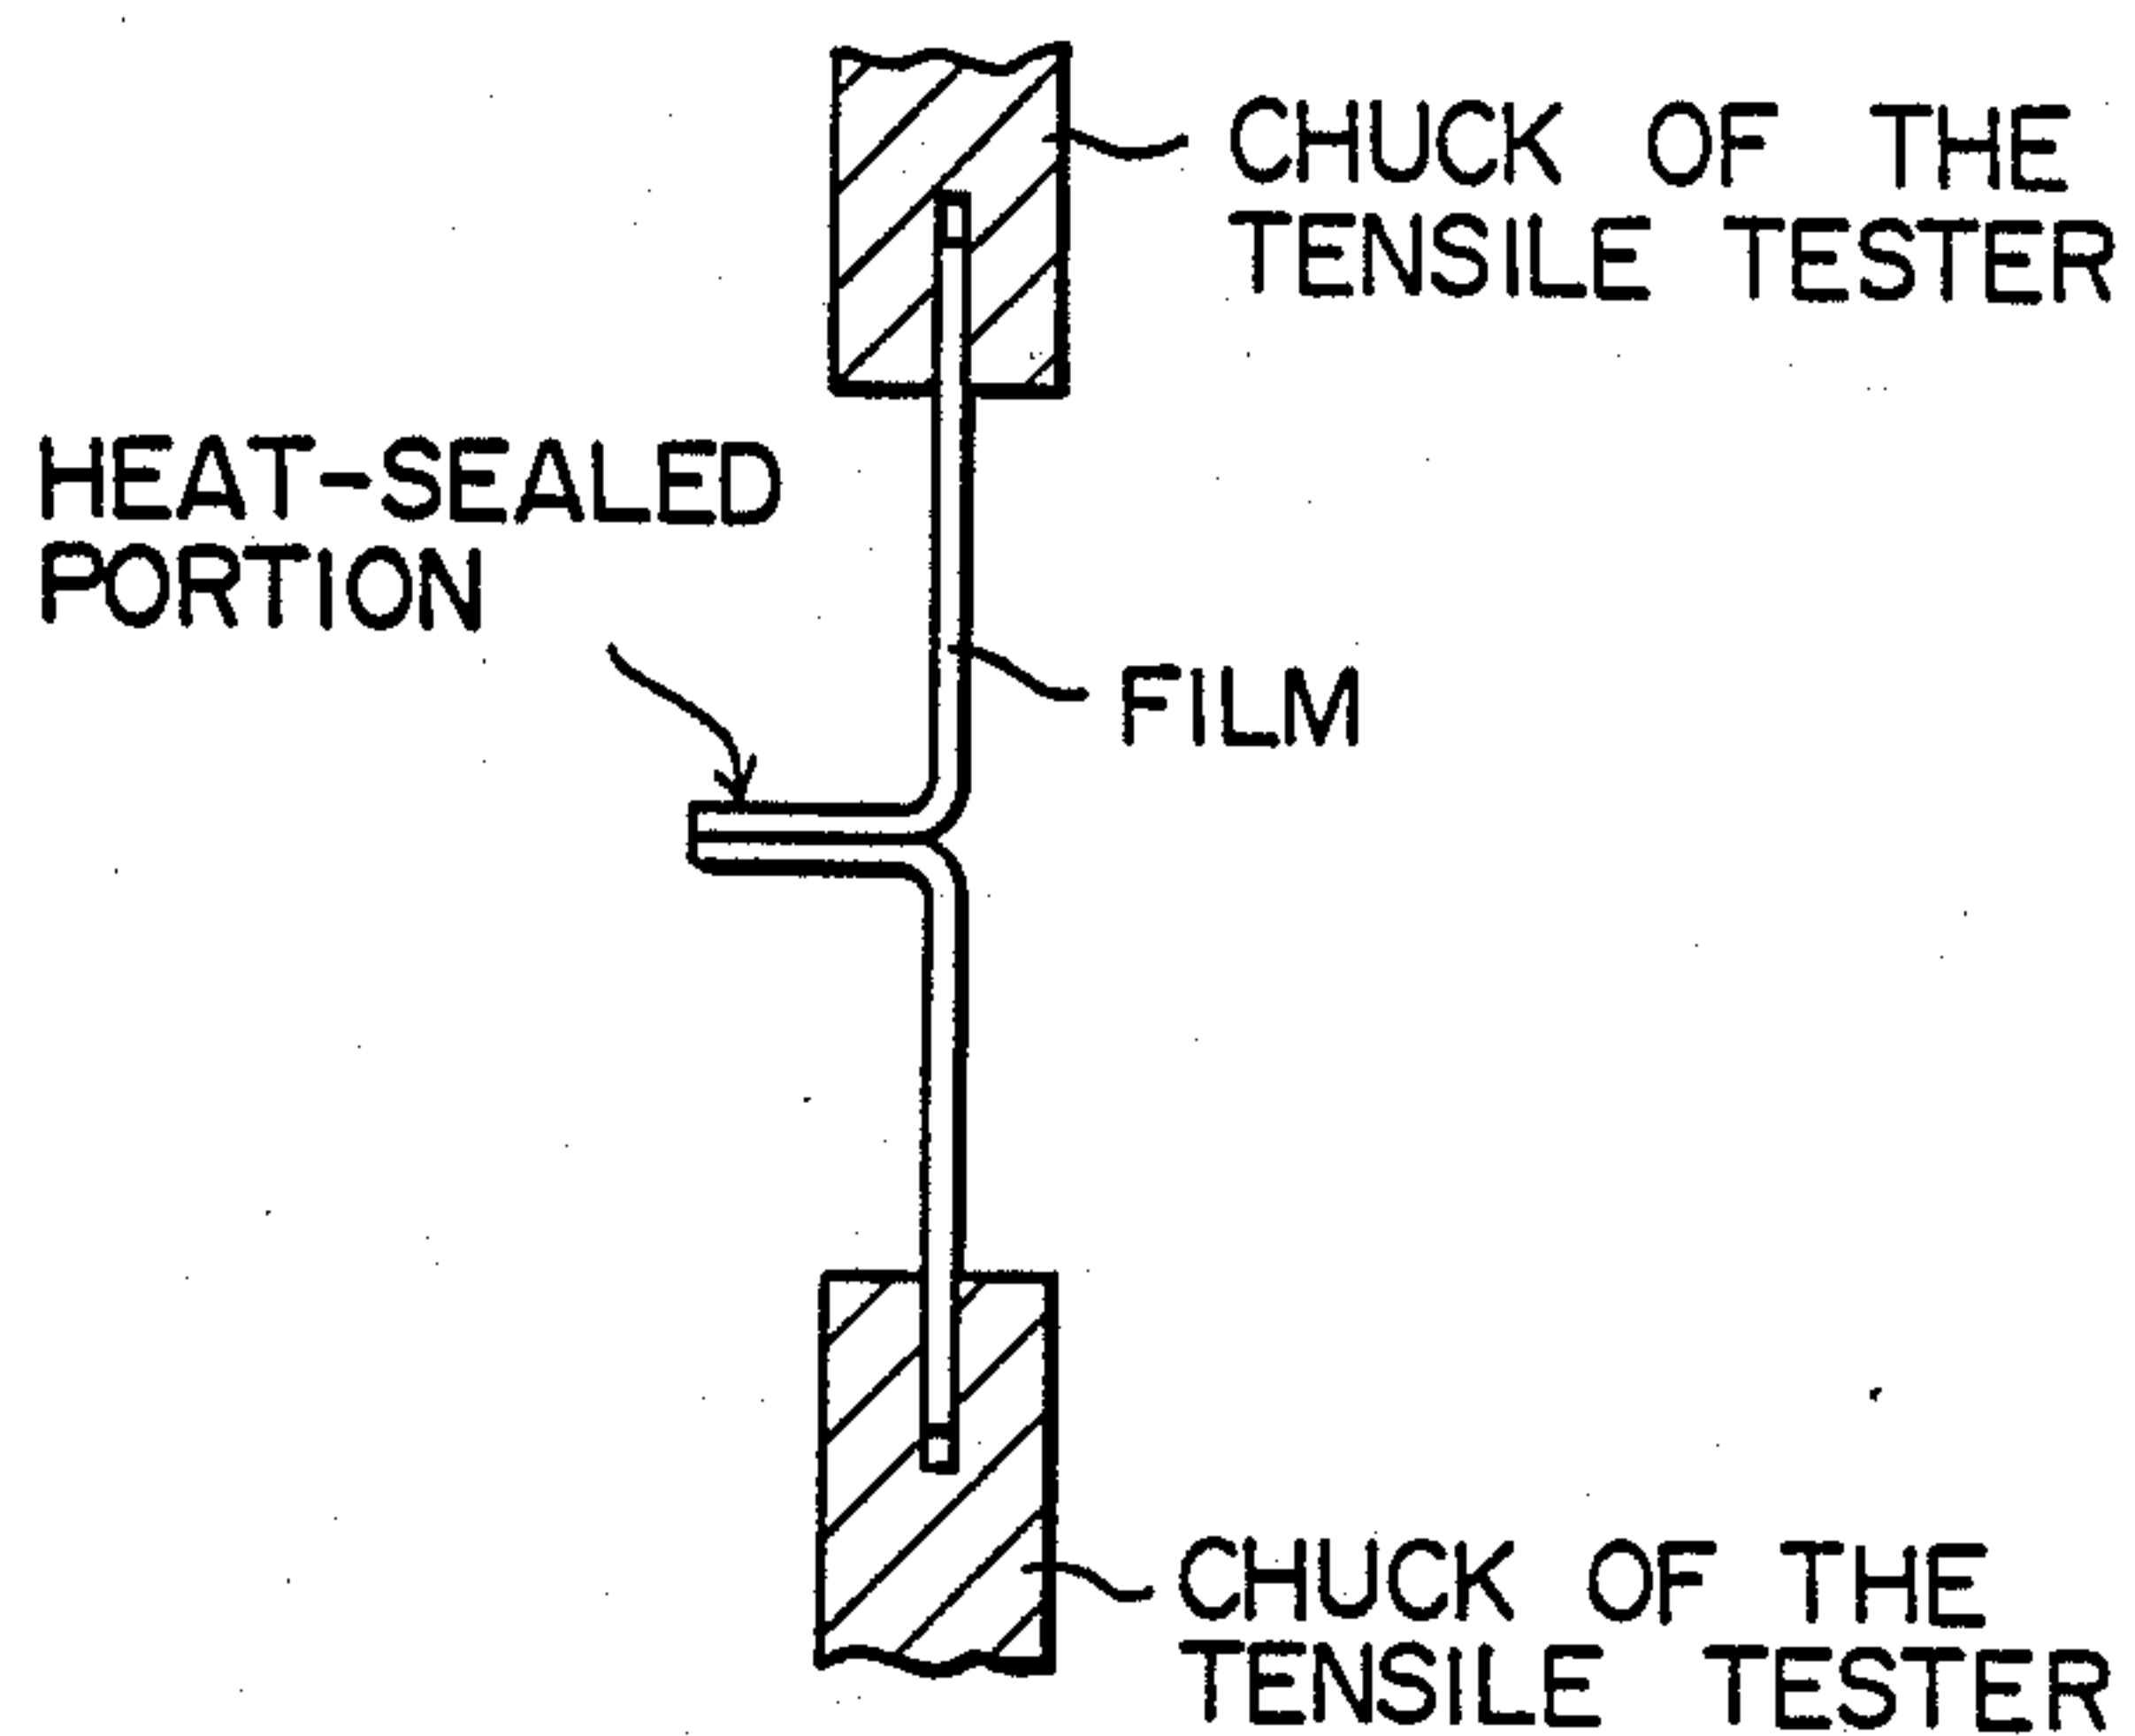 CHUCK OF THE
TENSILE TESTER
HEAT-SEALED
PORTION
FILM
CHUCK OF THE
TENSILE TESTER